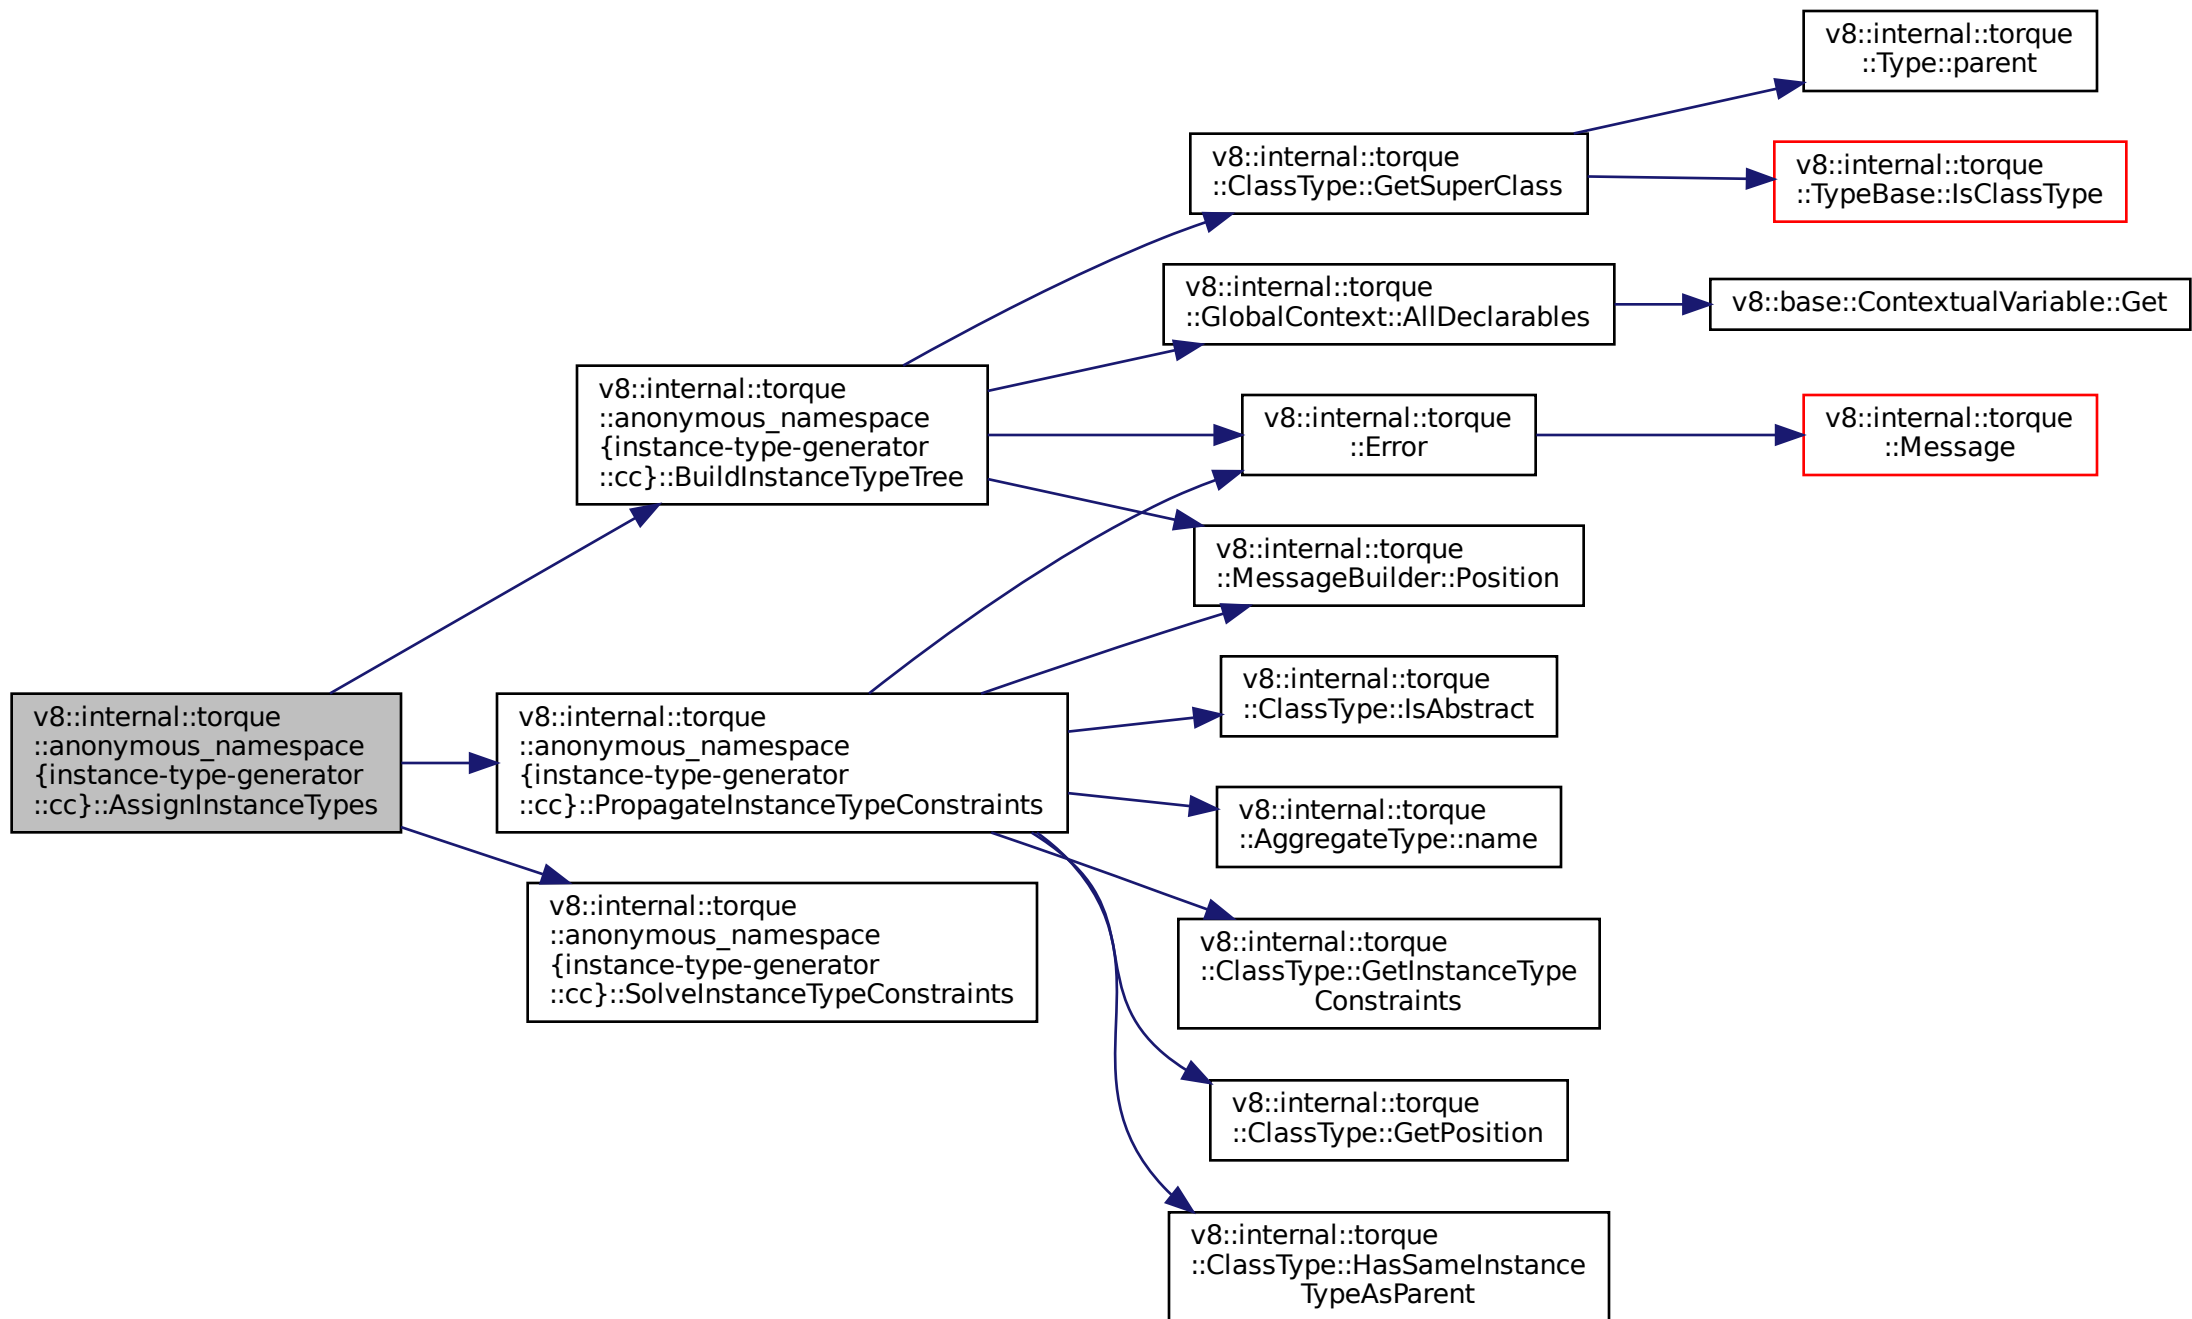 v8::internal::torque
::Type::parent
v8::internal::torque
::ClassType::GetSuperClass
v8::internal::torque
::TypeBase::IsClassType
v8::internal::torque
::GlobalContext::AllDeclarables
v8::base::ContextualVariable::Get
v8::internal::torque
::anonymous_namespace
{instance-type-generator
::cc}::BuildInstanceTypeTree
v8::internal::torque
::Error
v8::internal::torque
::Message
v8::internal::torque
::MessageBuilder::Position
v8::internal::torque
::ClassType::IsAbstract
v8::internal::torque
::anonymous_namespace
{instance-type-generator
::cc}::AssignInstanceTypes
v8::internal::torque
::anonymous_namespace
{instance-type-generator
::cc}::PropagateInstanceTypeConstraints
v8::internal::torque
::AggregateType::name
v8::internal::torque
::anonymous_namespace
{instance-type-generator
::cc}::SolveInstanceTypeConstraints
v8::internal::torque
::ClassType::GetInstanceType
Constraints
v8::internal::torque
::ClassType::GetPosition
v8::internal::torque
::ClassType::HasSameInstance
TypeAsParent